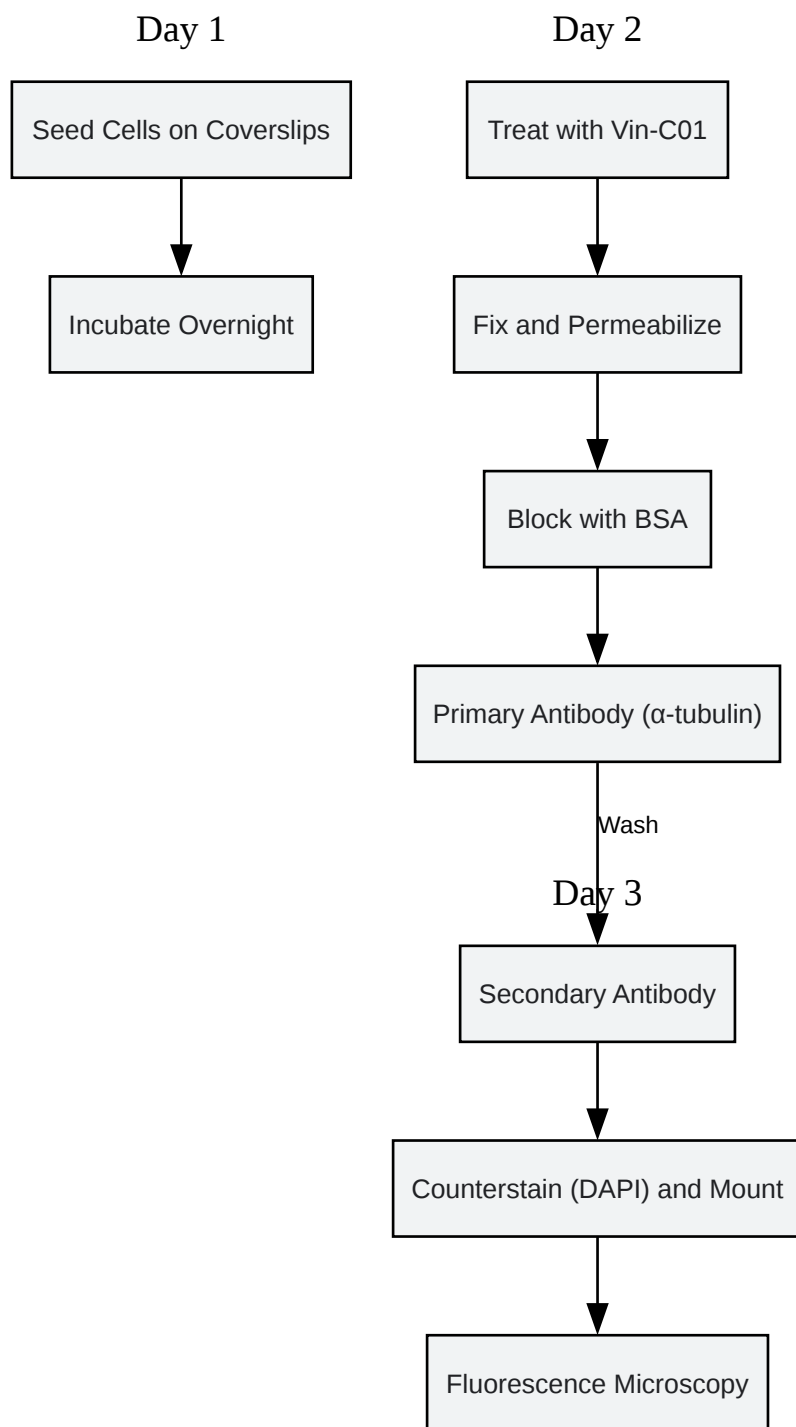 Day 1
Seed Cells on Coverslips
Incubate Overnight
Day 2
Treat with Vin-C01
Fix and Permeabilize
Block with BSA
Primary Antibody (α-tubulin)
Wash
Day 3
Secondary Antibody
Counterstain (DAPI) and Mount
Fluorescence Microscopy